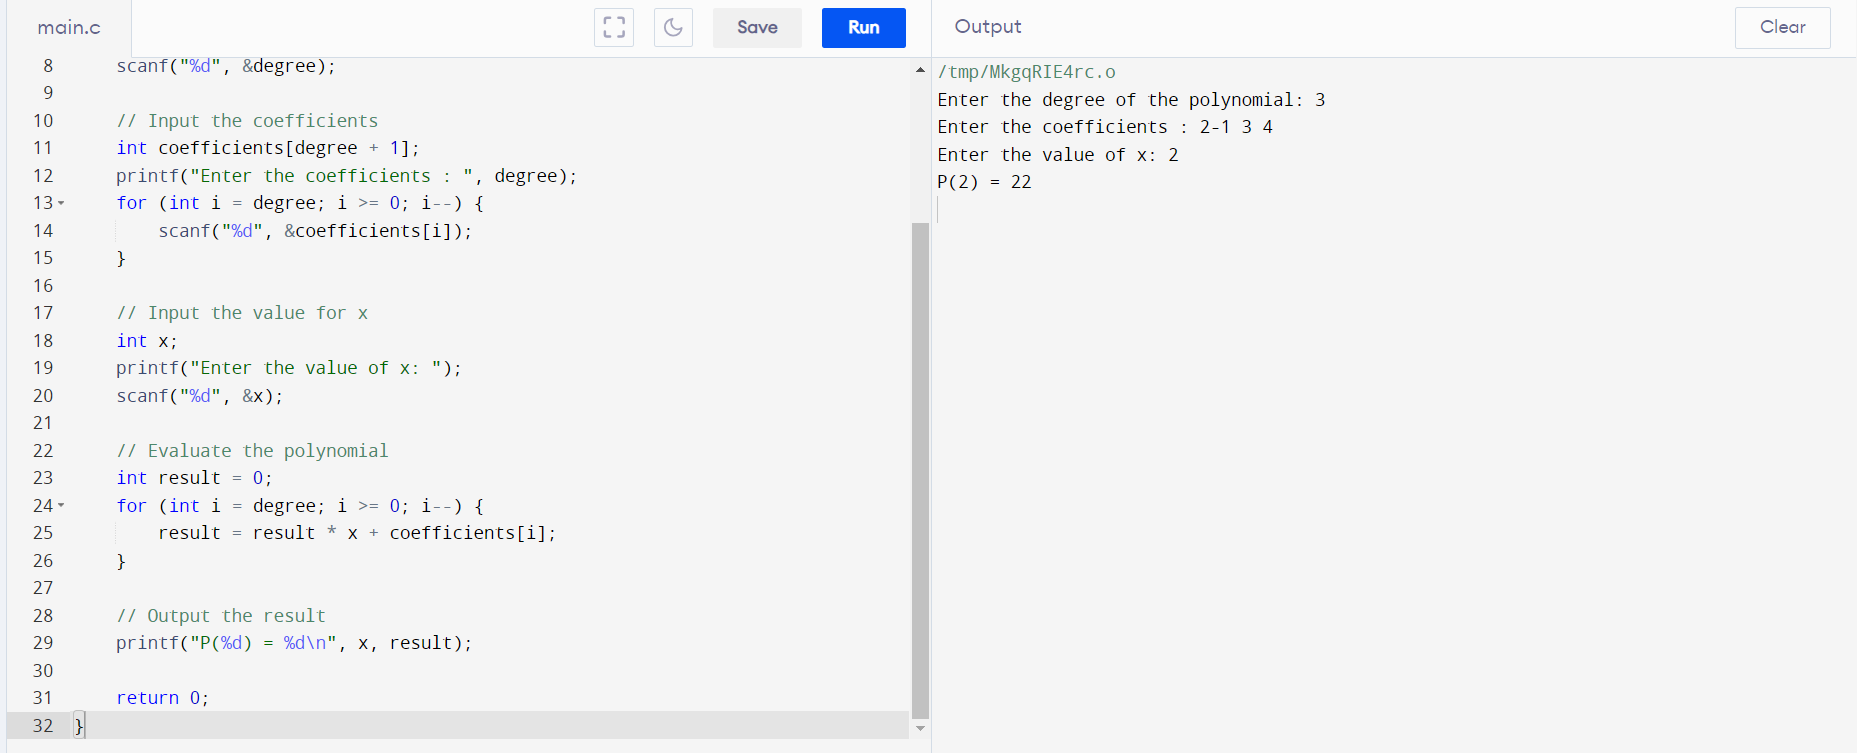 main.c
Save
Run
8 scanf("%d", &degree);
9
10 // Input the coefficients
11 int coefficients[degree + 1];
12 printf("Enter the coefficients : ", degree);
13 for (int i = degree; i >= 0; i--) {
14 scanf("%d", &coefficients[i]);
15 }
16
17 // Input the value for x
18 int x;
19 printf("Enter the value of x: ");
20 scanf("%d", &x);
21
22 // Evaluate the polynomial
23 int result = 0;
24 for (int i = degree; i >= 0; i--) {
25 result = result * x + coefficients[i];
26 }
27
28 // Output the result
29 printf("P(%d) = %d\n", x, result);
30
31 return 0;
32 }
Output
Clear
/tmp/MkgqRIE4rc.o
Enter the degree of the polynomial: 3
Enter the coefficients : 2-1 3 4
Enter the value of x: 2
P(2) = 22